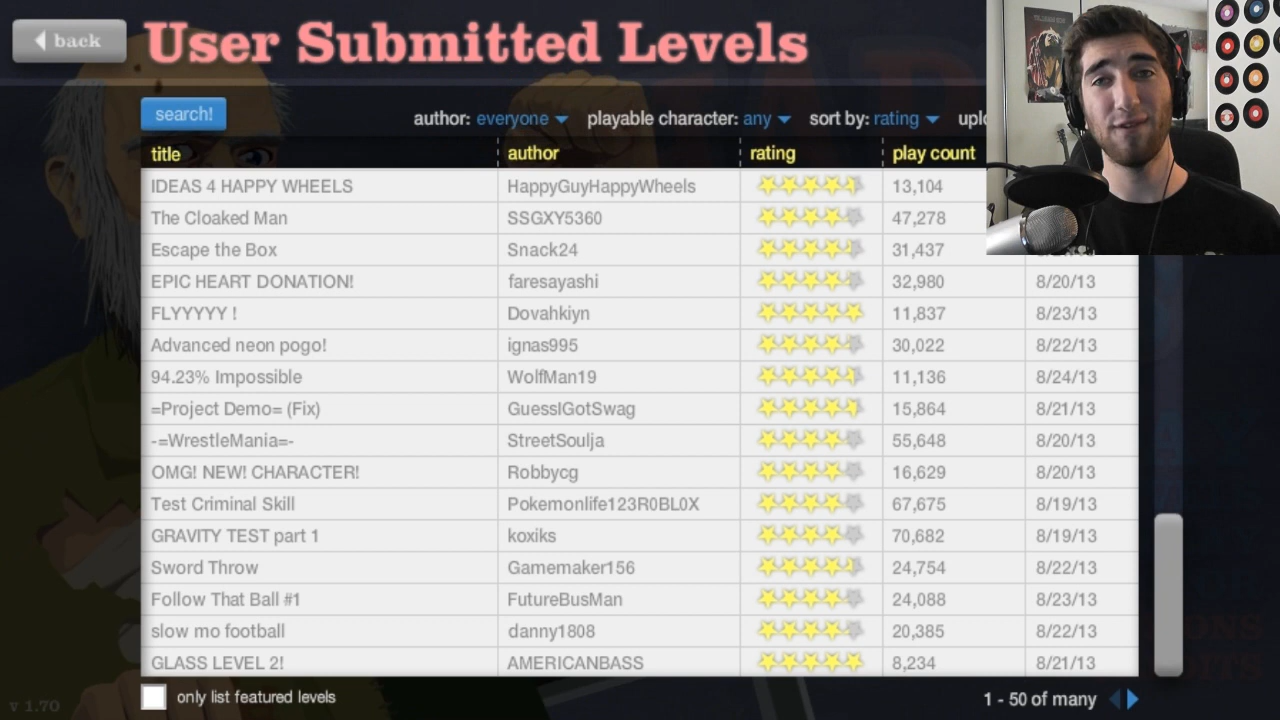 back
User Submitted Levels
search!
author: everyone playable character: any sort by: rating uplo
title author rating play count
IDEAS 4 HAPPY WHEELS HappyGuyHappyWheels 13,104
The Cloaked Man SSGXY5360 47,278
Escape the Box Snack24 31,437
EPIC HEART DONATION! faresayashi 32,980 8/20/13
FLYYYYY ! Dovahkiyn 11,837 8/23/13
Advanced neon pogo! ignas995 30,022 8/22/13
94.23% Impossible WolfMan19 11,136 8/24/13
=Project Demo= (Fix) GuessIGotSwag 15,864 8/21/13
-=WrestleMania=- StreetSoulja 55,648 8/20/13
OMG! NEW! CHARACTER! Robbycg 16,629 8/20/13
Test Criminal Skill Pokemonlife123R0BL0X 67,675 8/19/13
GRAVITY TEST part 1 koxiks 70,682 8/19/13
Sword Throw Gamemaker156 24,754 8/22/13
Follow That Ball #1 FutureBusMan 24,088 8/23/13
slow mo football danny1808 20,385 8/22/13
GLASS LEVEL 2! AMERICANBASS 8,234 8/21/13
only list featured levels 1 - 50 of many
v 1.70